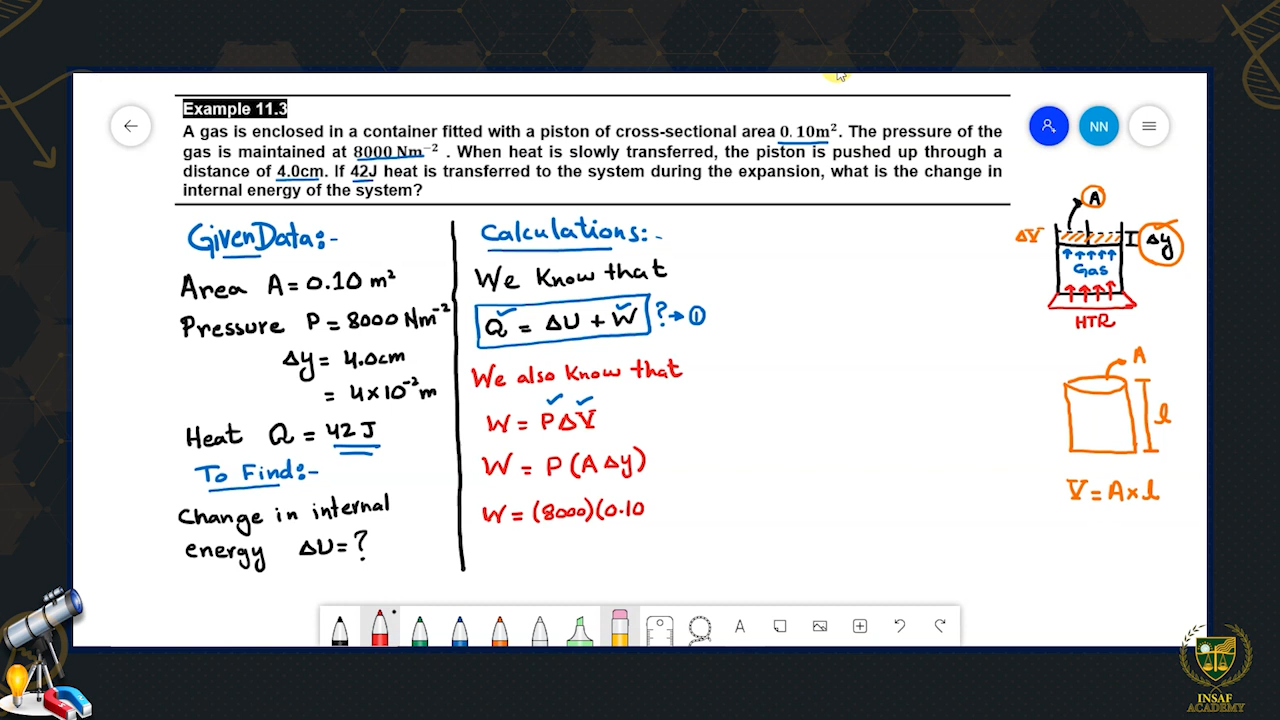 Example 11.3
A gas is enclosed in a container fitted with a piston of cross-sectional area 0.10m². The pressure of the
gas is maintained at 8000 Nm⁻² . When heat is slowly transferred, the piston is pushed up through a
distance of 4.0cm. If 42J heat is transferred to the system during the expansion, what is the change in
internal energy of the system?
NN
Given Data:-
Area A = 0.10 m²
Pressure P = 8000 Nm⁻²
Δy = 4.0cm
= 4×10⁻² m
Heat Q = 42 J
To Find:-
Change in internal
energy ΔU = ?
Calculations:-
We Know that
Q = ΔU + W ? → ①
We also know that
W = PΔV
W = P (A Δy)
W = (8000)(0.10
A
ΔV
Δy
Gas
HTR
A
l
V = A × l
A
INSAF
ACADEMY